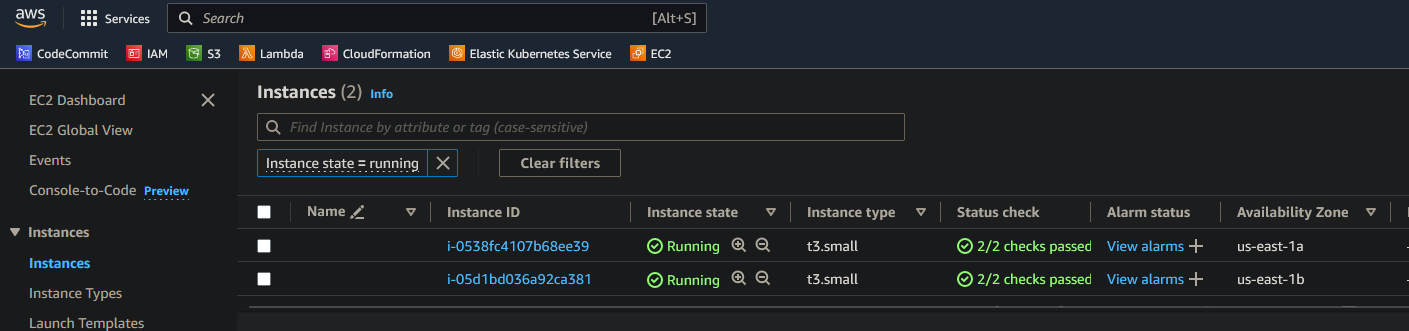 aws Services Search [Alt+S]
CodeCommit IAM S3 Lambda CloudFormation Elastic Kubernetes Service EC2
EC2 Dashboard
EC2 Global View
Events
Console-to-Code Preview
Instances
Instances
Instance Types
Launch Templates
Instances (2) Info
Find Instance by attribute or tag (case-sensitive)
Instance state = running Clear filters
Name Instance ID Instance state Instance type Status check Alarm status Availability Zone
i-0538fc4107b68ee39 Running t3.small 2/2 checks passed View alarms us-east-1a
i-05d1bd036a92ca381 Running t3.small 2/2 checks passed View alarms us-east-1b